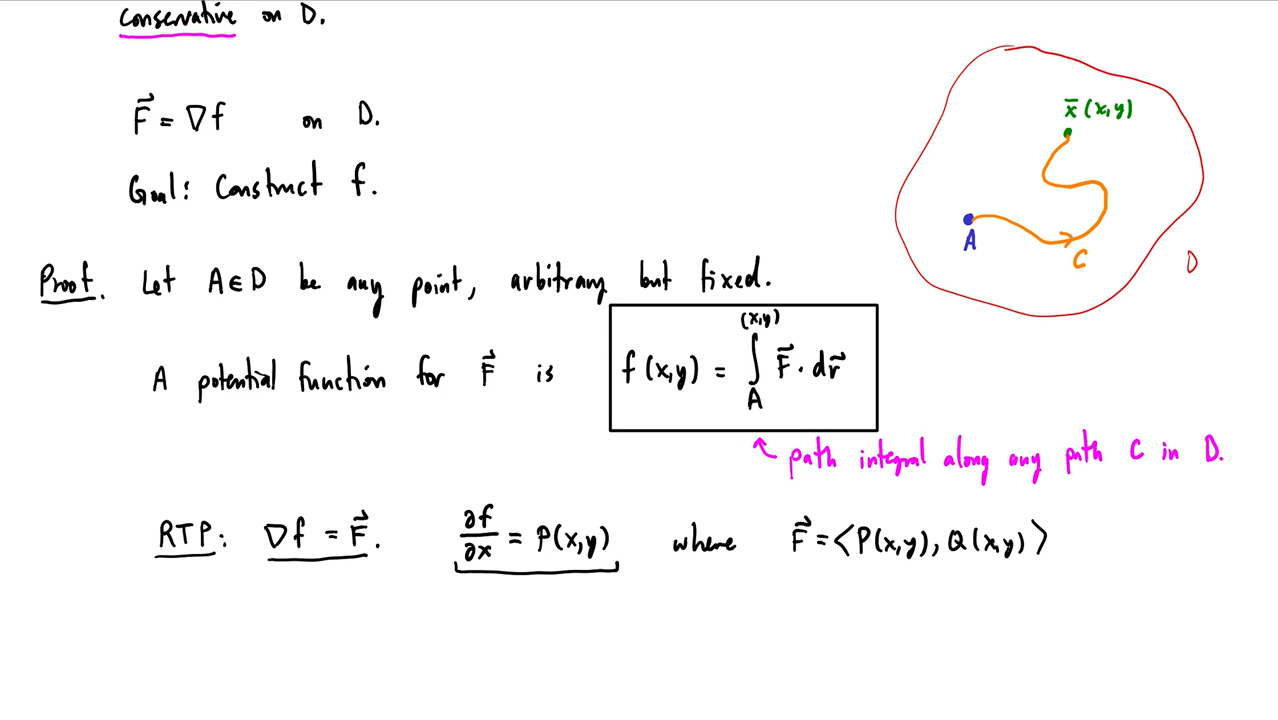 conservative on D.
F⃗ = ∇f on D.
Goal: Construct f.
x̄ (x,y)
A
C
D
Proof. Let A∈D be any point, arbitrary but fixed.
A potential function for F⃗ is f(x,y) = ∫_A^(x,y) F⃗ · dr⃗
↖ path integral along any path C in D.
RTP: ∇f = F⃗. ∂f/∂x = P(x,y) where F⃗ = ⟨P(x,y), Q(x,y)⟩